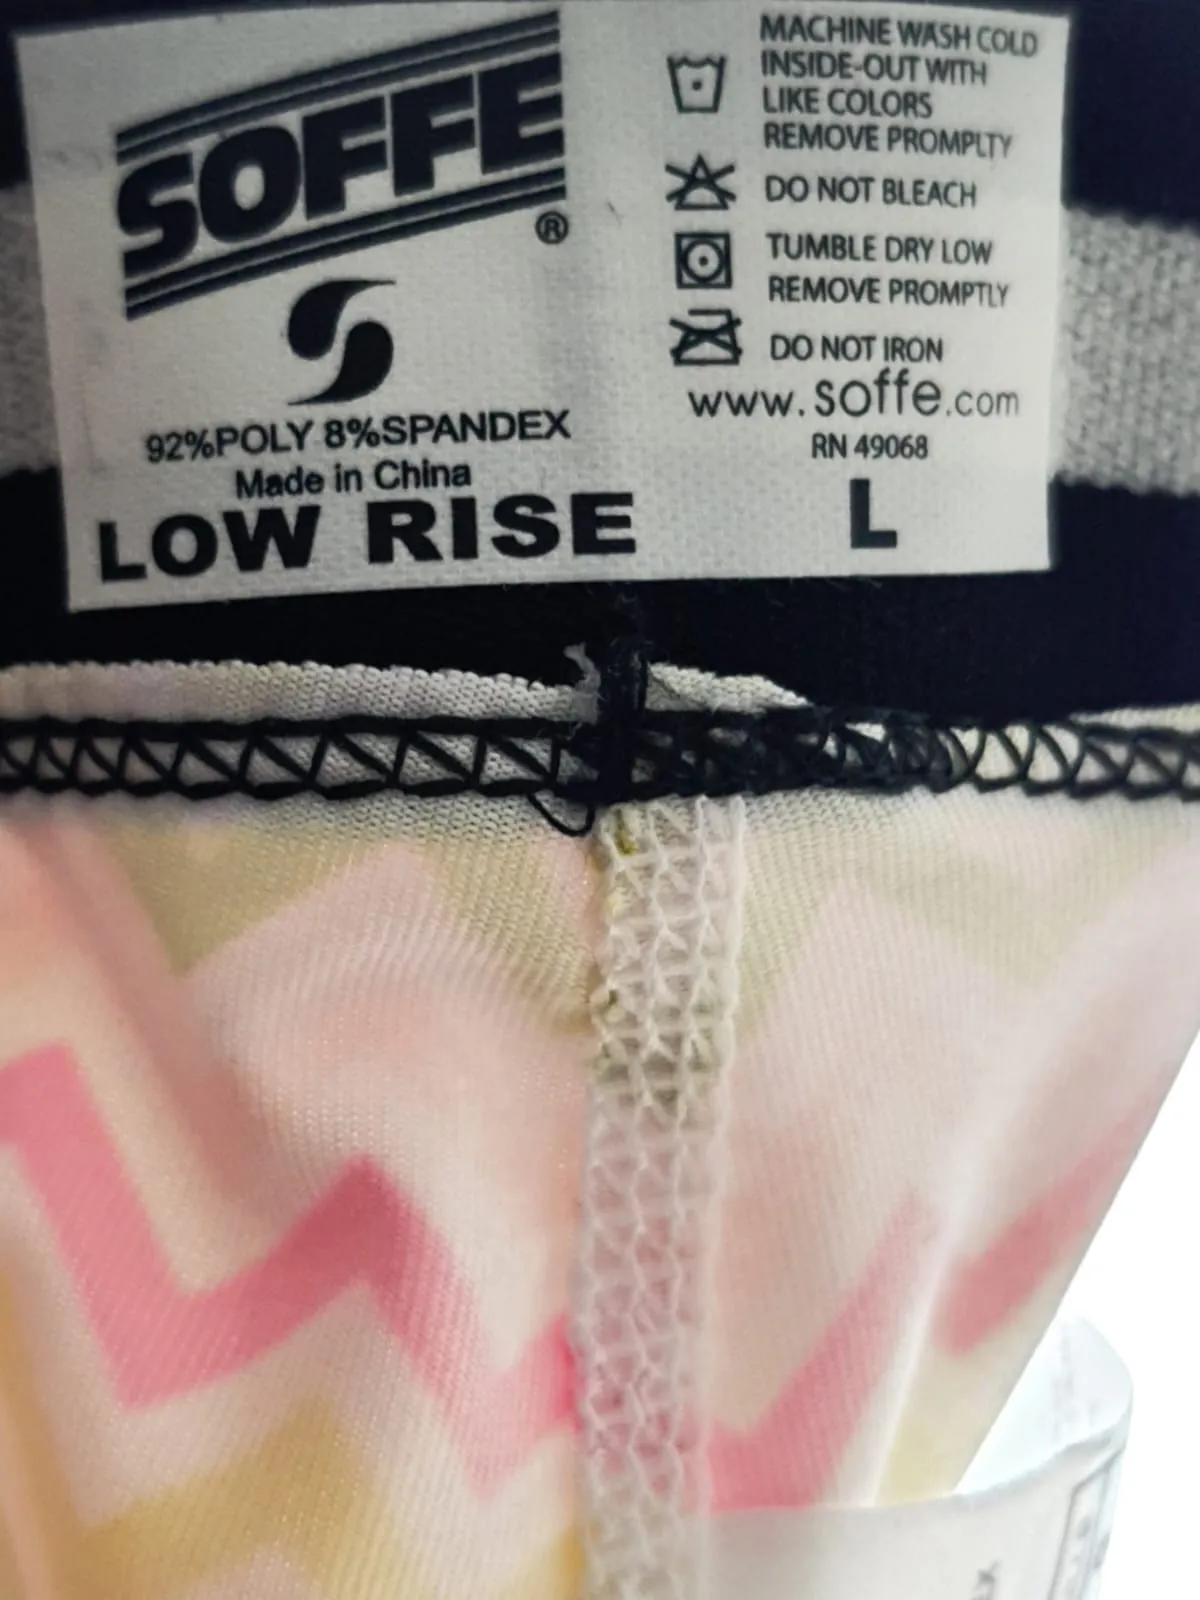 SOFFE
®
92%POLY 8%SPANDEX
Made in China
LOW RISE
MACHINE WASH COLD
INSIDE-OUT WITH
LIKE COLORS
REMOVE PROMPLTY
DO NOT BLEACH
TUMBLE DRY LOW
REMOVE PROMPTLY
DO NOT IRON
www.soffe.com
RN 49068
L